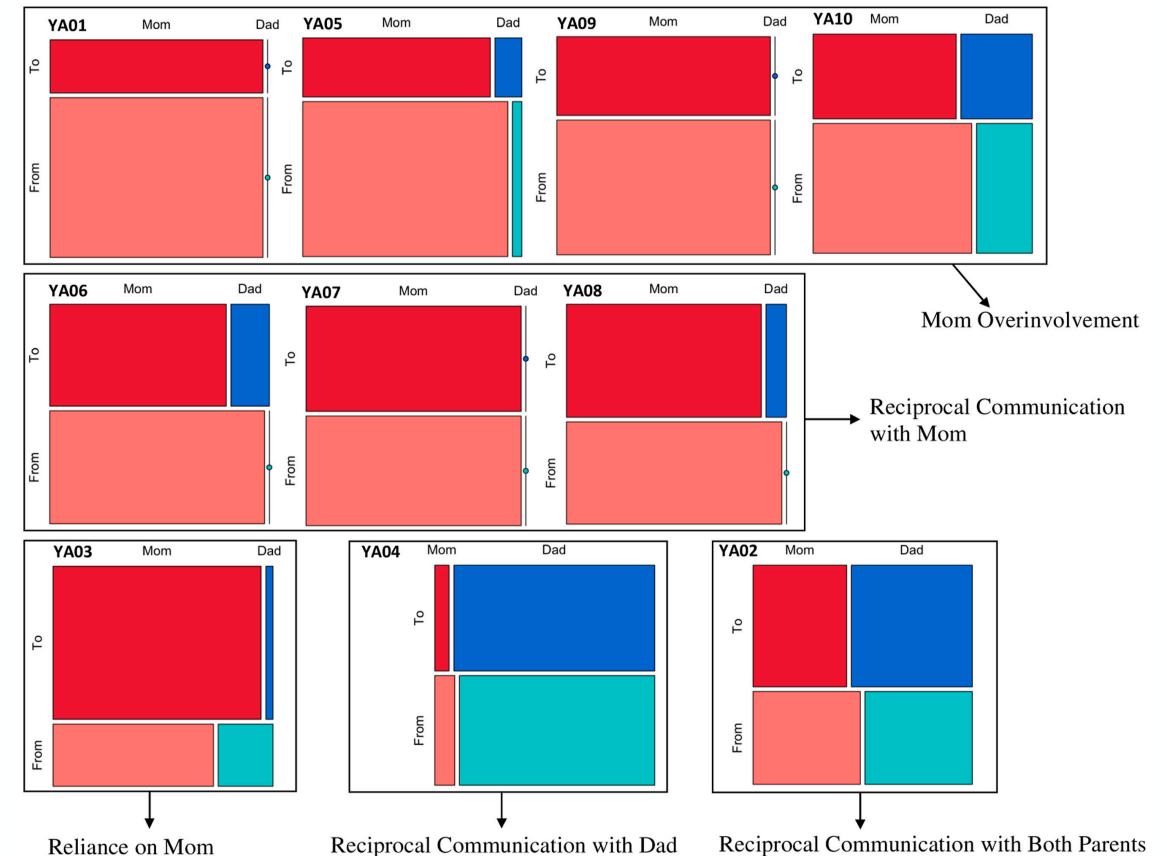 YA01 Mom Dad YA05 Mom Dad YA09 Mom Dad YA10 Mom Dad
To To To To
From From From From
Mom Overinvolvement
YA06 Mom Dad YA07 Mom Dad YA08 Mom Dad
To To To
From From From
Reciprocal Communication
with Mom
YA03 Mom Dad YA04 Mom Dad YA02 Mom Dad
To To To
From From From
Reliance on Mom Reciprocal Communication with Dad Reciprocal Communication with Both Parents